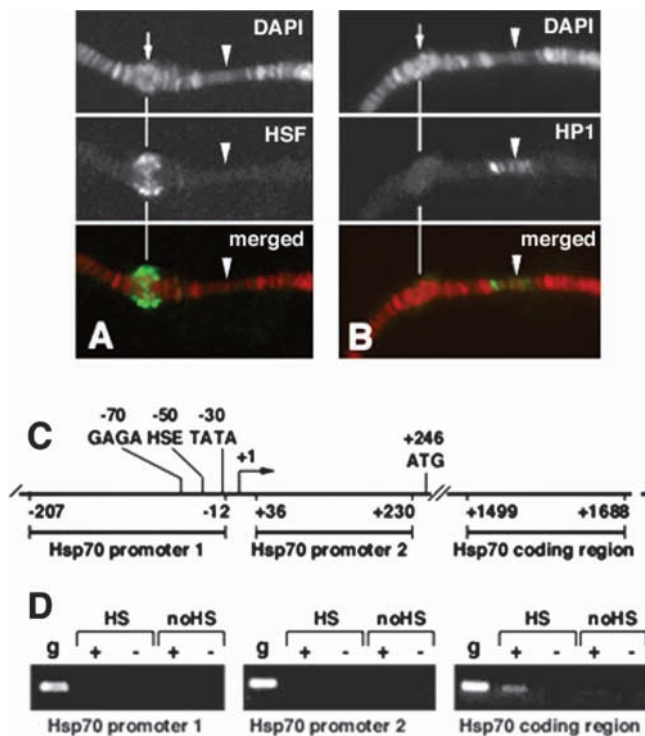 DAPI
DAPI
HSF
HP1
merged
merged
A
B
C
-70 -50 -30
GAGA HSE TATA
+1
+246
ATG
-207 -12 +36 +230 +1499 +1688
Hsp70 promoter 1 Hsp70 promoter 2 Hsp70 coding region
D
HS noHS HS noHS HS noHS
g + - + - g + - + - g + - + -
Hsp70 promoter 1 Hsp70 promoter 2 Hsp70 coding region